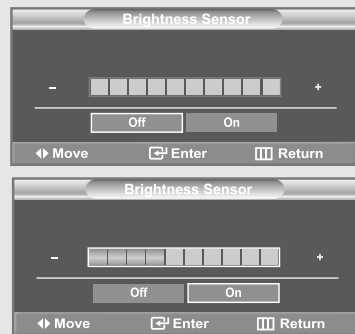 Brightness Sensor
– +
Off On
Move Enter Return
Brightness Sensor
– +
Off On
Move Enter Return